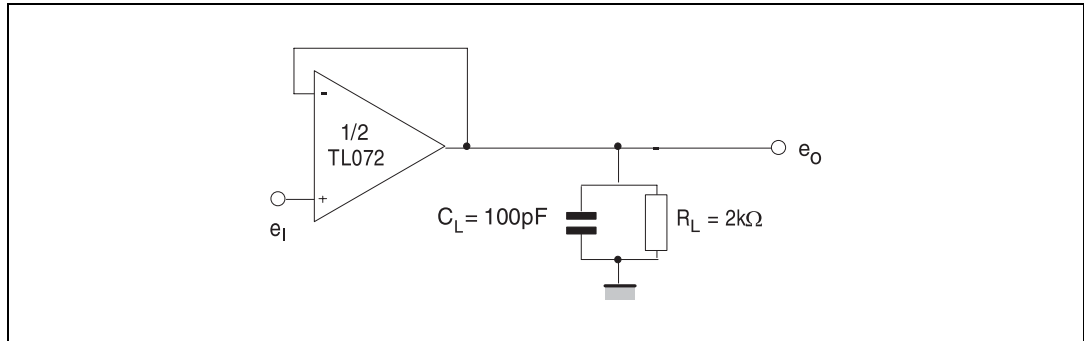 -
1/2
TL072
+
e_I
e_O
C_L = 100pF
R_L = 2kΩ